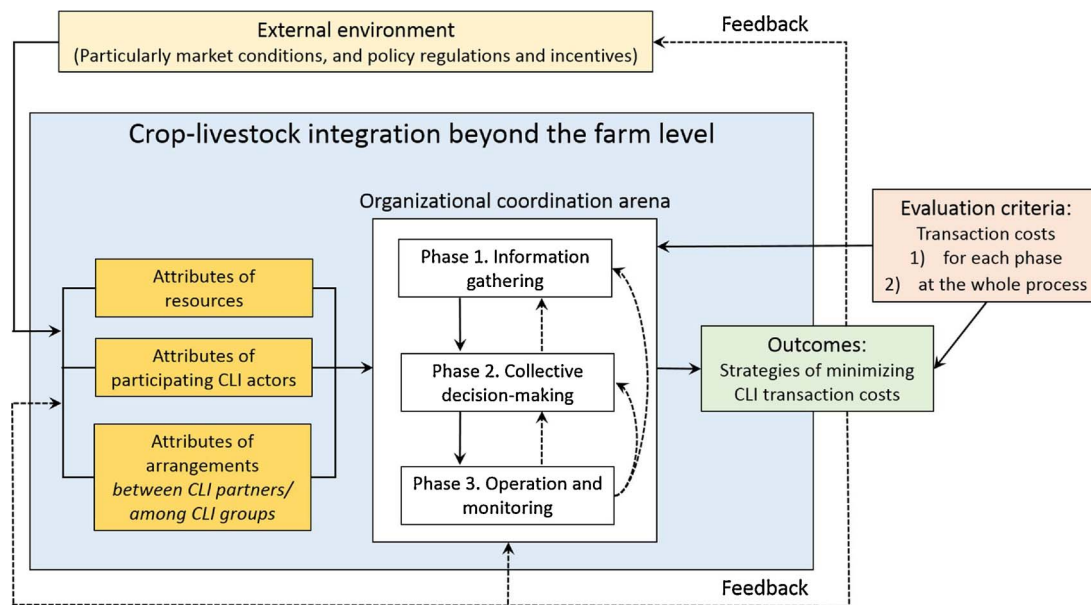 Feedback
External environment
(Particularly market conditions, and policy regulations and incentives)
Crop-livestock integration beyond the farm level
Organizational coordination arena
Evaluation criteria:
Transaction costs
1) for each phase
2) at the whole process
Attributes of
resources
Attributes of
participating CLI actors
Attributes of
arrangements
between CLI partners/
among CLI groups
Phase 1. Information
gathering
Phase 2. Collective
decision-making
Phase 3. Operation and
monitoring
Outcomes:
Strategies of minimizing
CLI transaction costs
Feedback